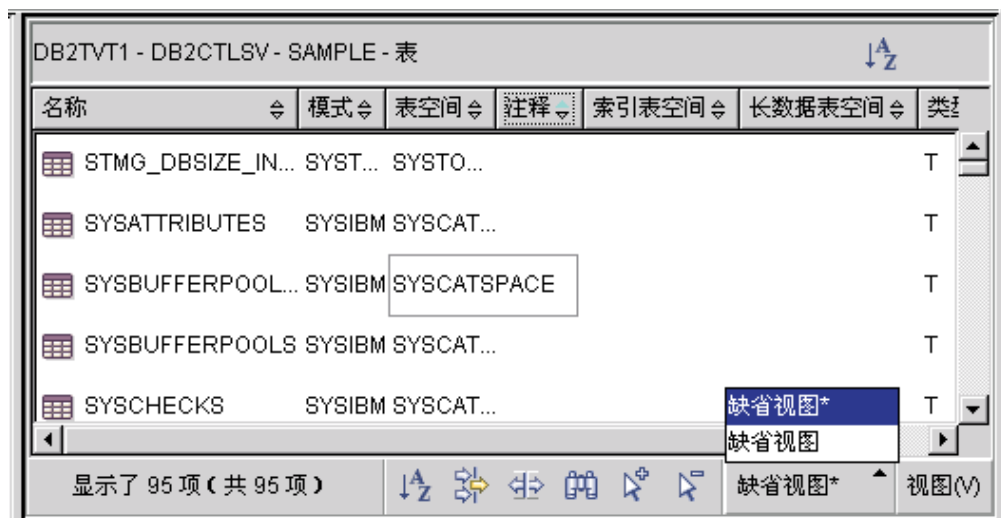 DB2TVT1 - DB2CTLSV - SAMPLE - 表
名称 模式 表空间 注释 索引表空间 长数据表空间 类型
STMG_DBSIZE_IN... SYST... SYSTO... T
SYSATTRIBUTES SYSIBM SYSCAT... T
SYSBUFFERPOOL... SYSIBM SYSCATSPACE T
SYSBUFFERPOOLS SYSIBM SYSCAT... T
SYSCHECKS SYSIBM SYSCAT... T
缺省视图*
缺省视图
显示了 95 项 ( 共 95 项 ) 缺省视图* 视图(V)